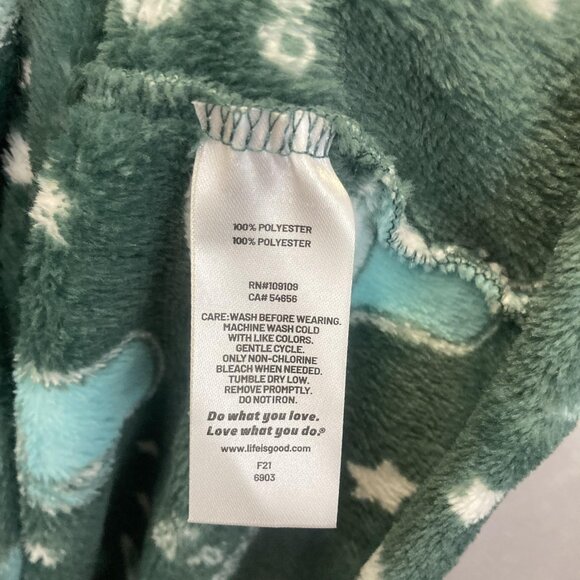 100% POLYESTER
100% POLYESTER
RN#109109
CA# 54656
CARE:WASH BEFORE WEARING.
MACHINE WASH COLD
WITH LIKE COLORS.
GENTLE CYCLE.
ONLY NON-CHLORINE
BLEACH WHEN NEEDED.
TUMBLE DRY LOW.
REMOVE PROMPTLY.
DO NOT IRON.
Do what you love.
Love what you do.®
www.lifeisgood.com
F21
6903